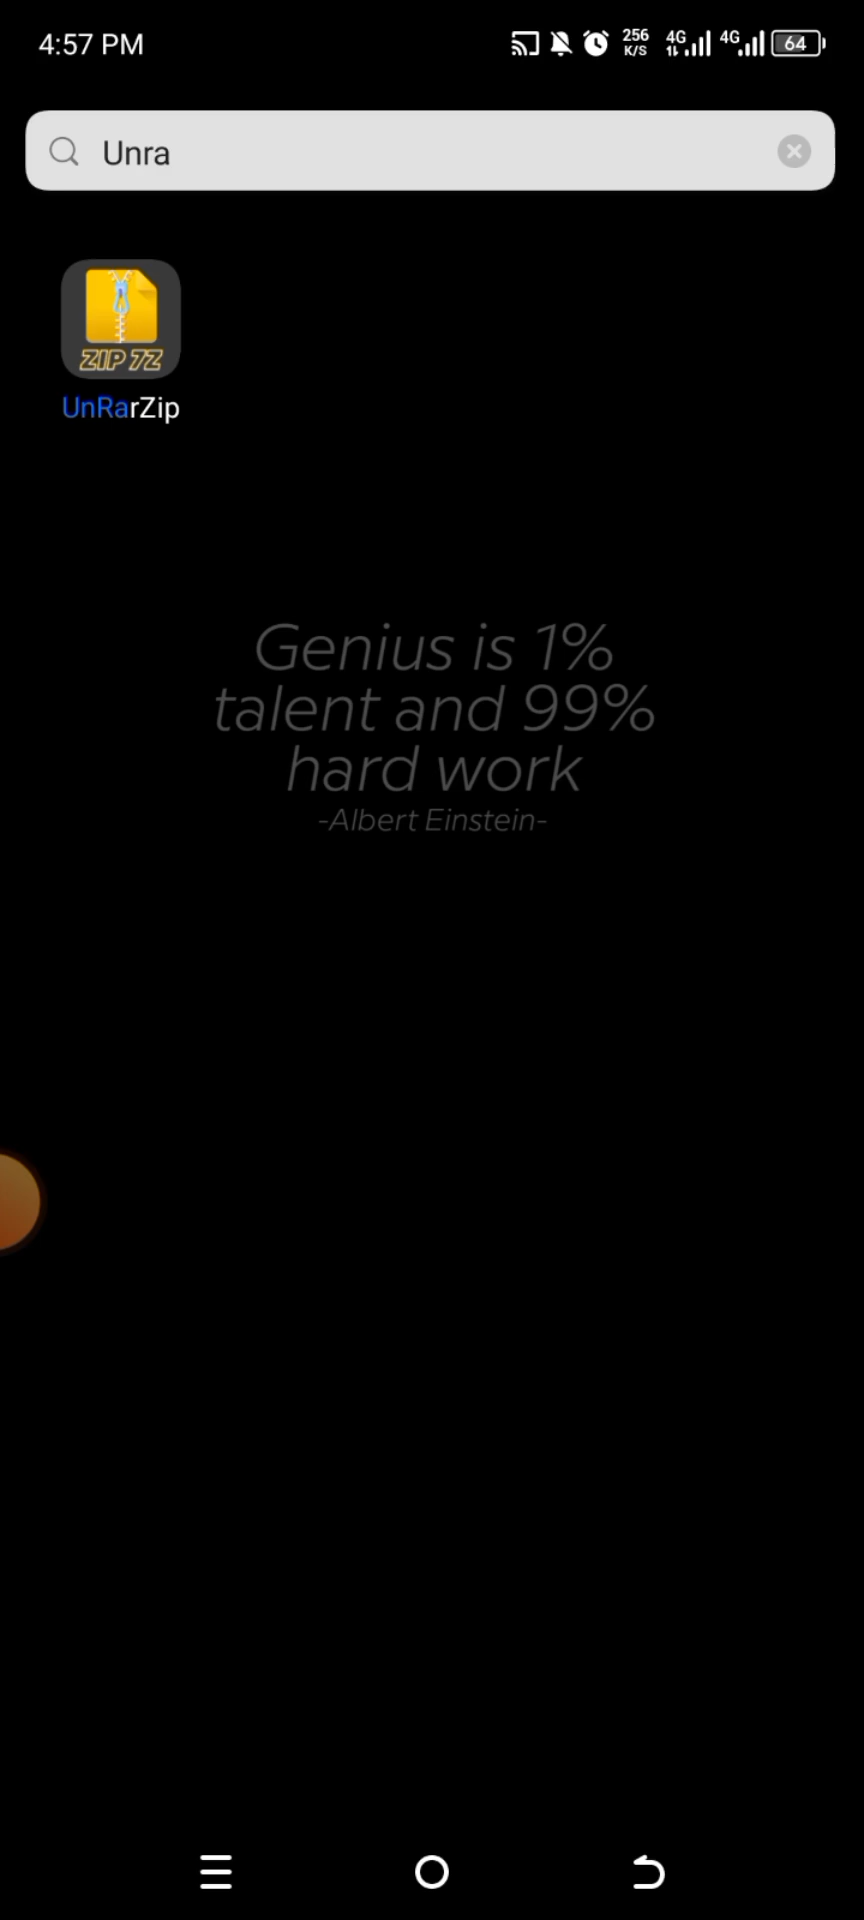 4:57 PM
256
K/S
4G
4G
64
Unra
ZIP 7Z
UnRarZip
Genius is 1%
talent and 99%
hard work
-Albert Einstein-